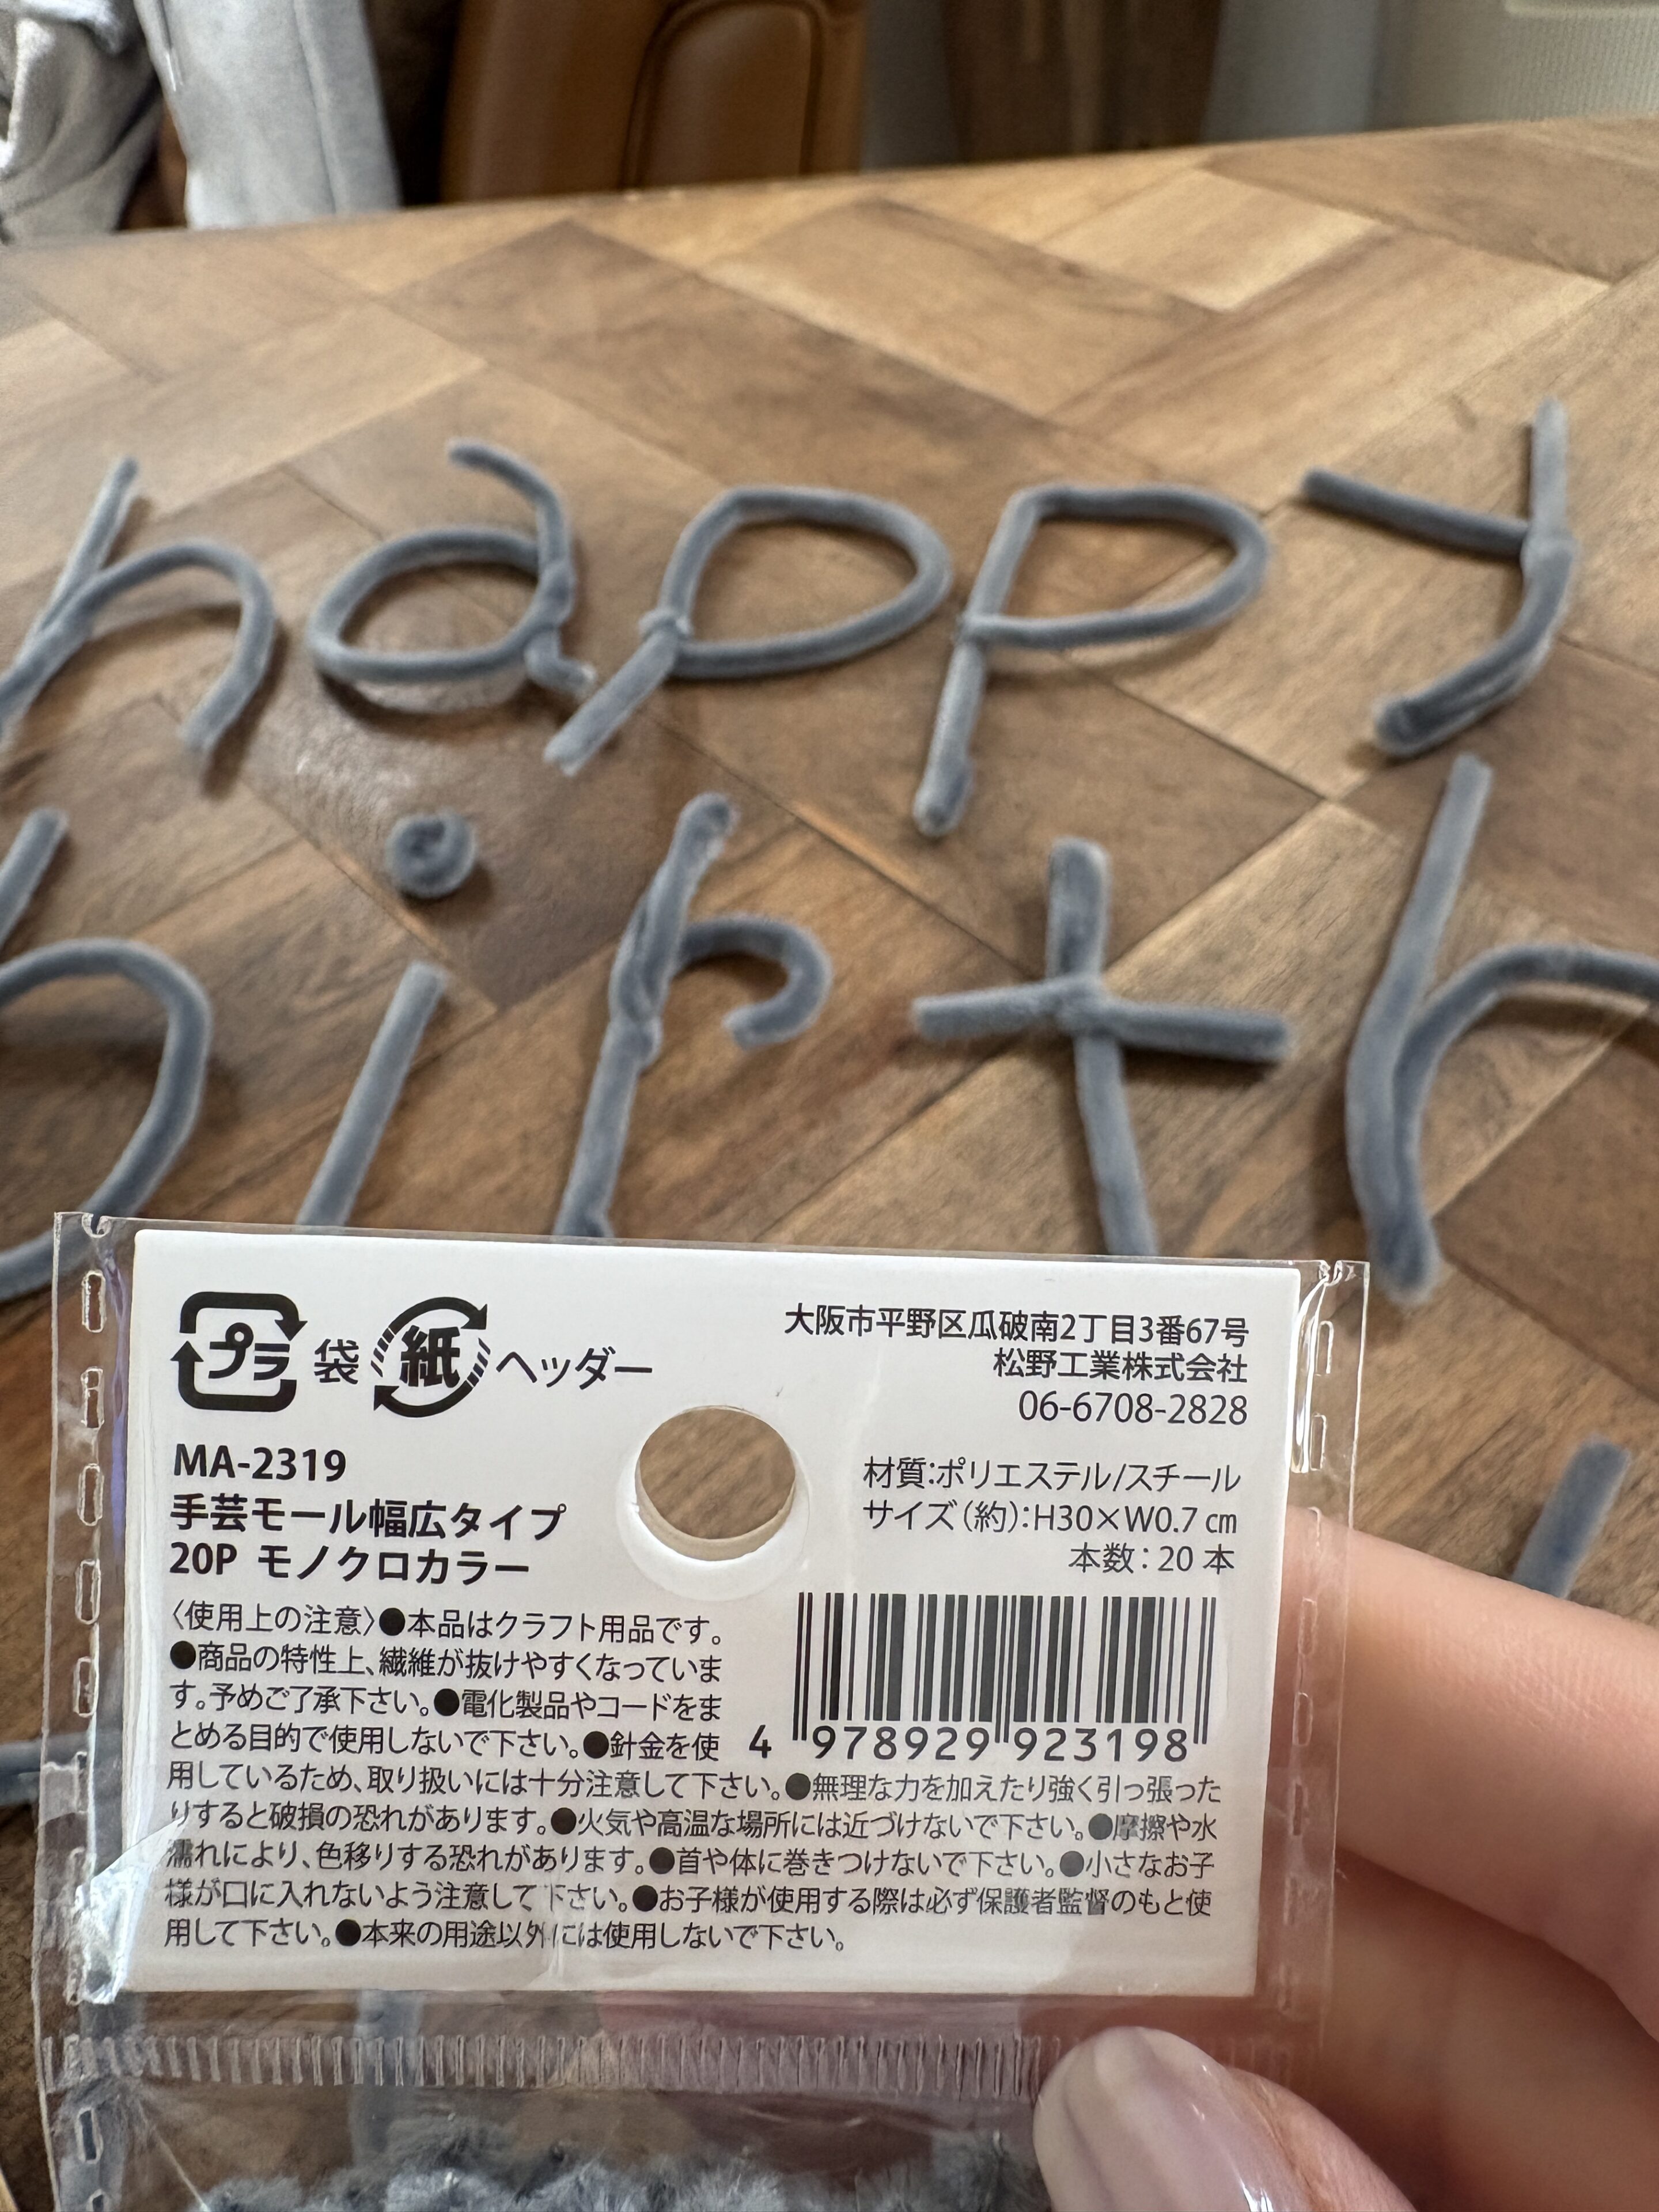 happy
birth
プラ 袋 紙 ヘッダー
大阪市平野区瓜破南2丁目3番67号
松野工業株式会社
06-6708-2828
MA-2319
手芸モール幅広タイプ
20P モノクロカラー
材質:ポリエステル/スチール
サイズ(約):H30×W0.7㎝
本数:20本
〈使用上の注意〉●本品はクラフト用品です。
●商品の特性上、繊維が抜けやすくなっていま
す。予めご了承下さい。●電化製品やコードをま
とめる目的で使用しないで下さい。●針金を使
用しているため、取り扱いには十分注意して下さい。●無理な力を加えたり強く引っ張った
りすると破損の恐れがあります。●火気や高温な場所には近づけないで下さい。●摩擦や水
濡れにより、色移りする恐れがあります。●首や体に巻きつけないで下さい。●小さなお子
様が口に入れないよう注意して下さい。●お子様が使用する際は必ず保護者監督のもと使
用して下さい。●本来の用途以外には使用しないで下さい。
4 978929 923198